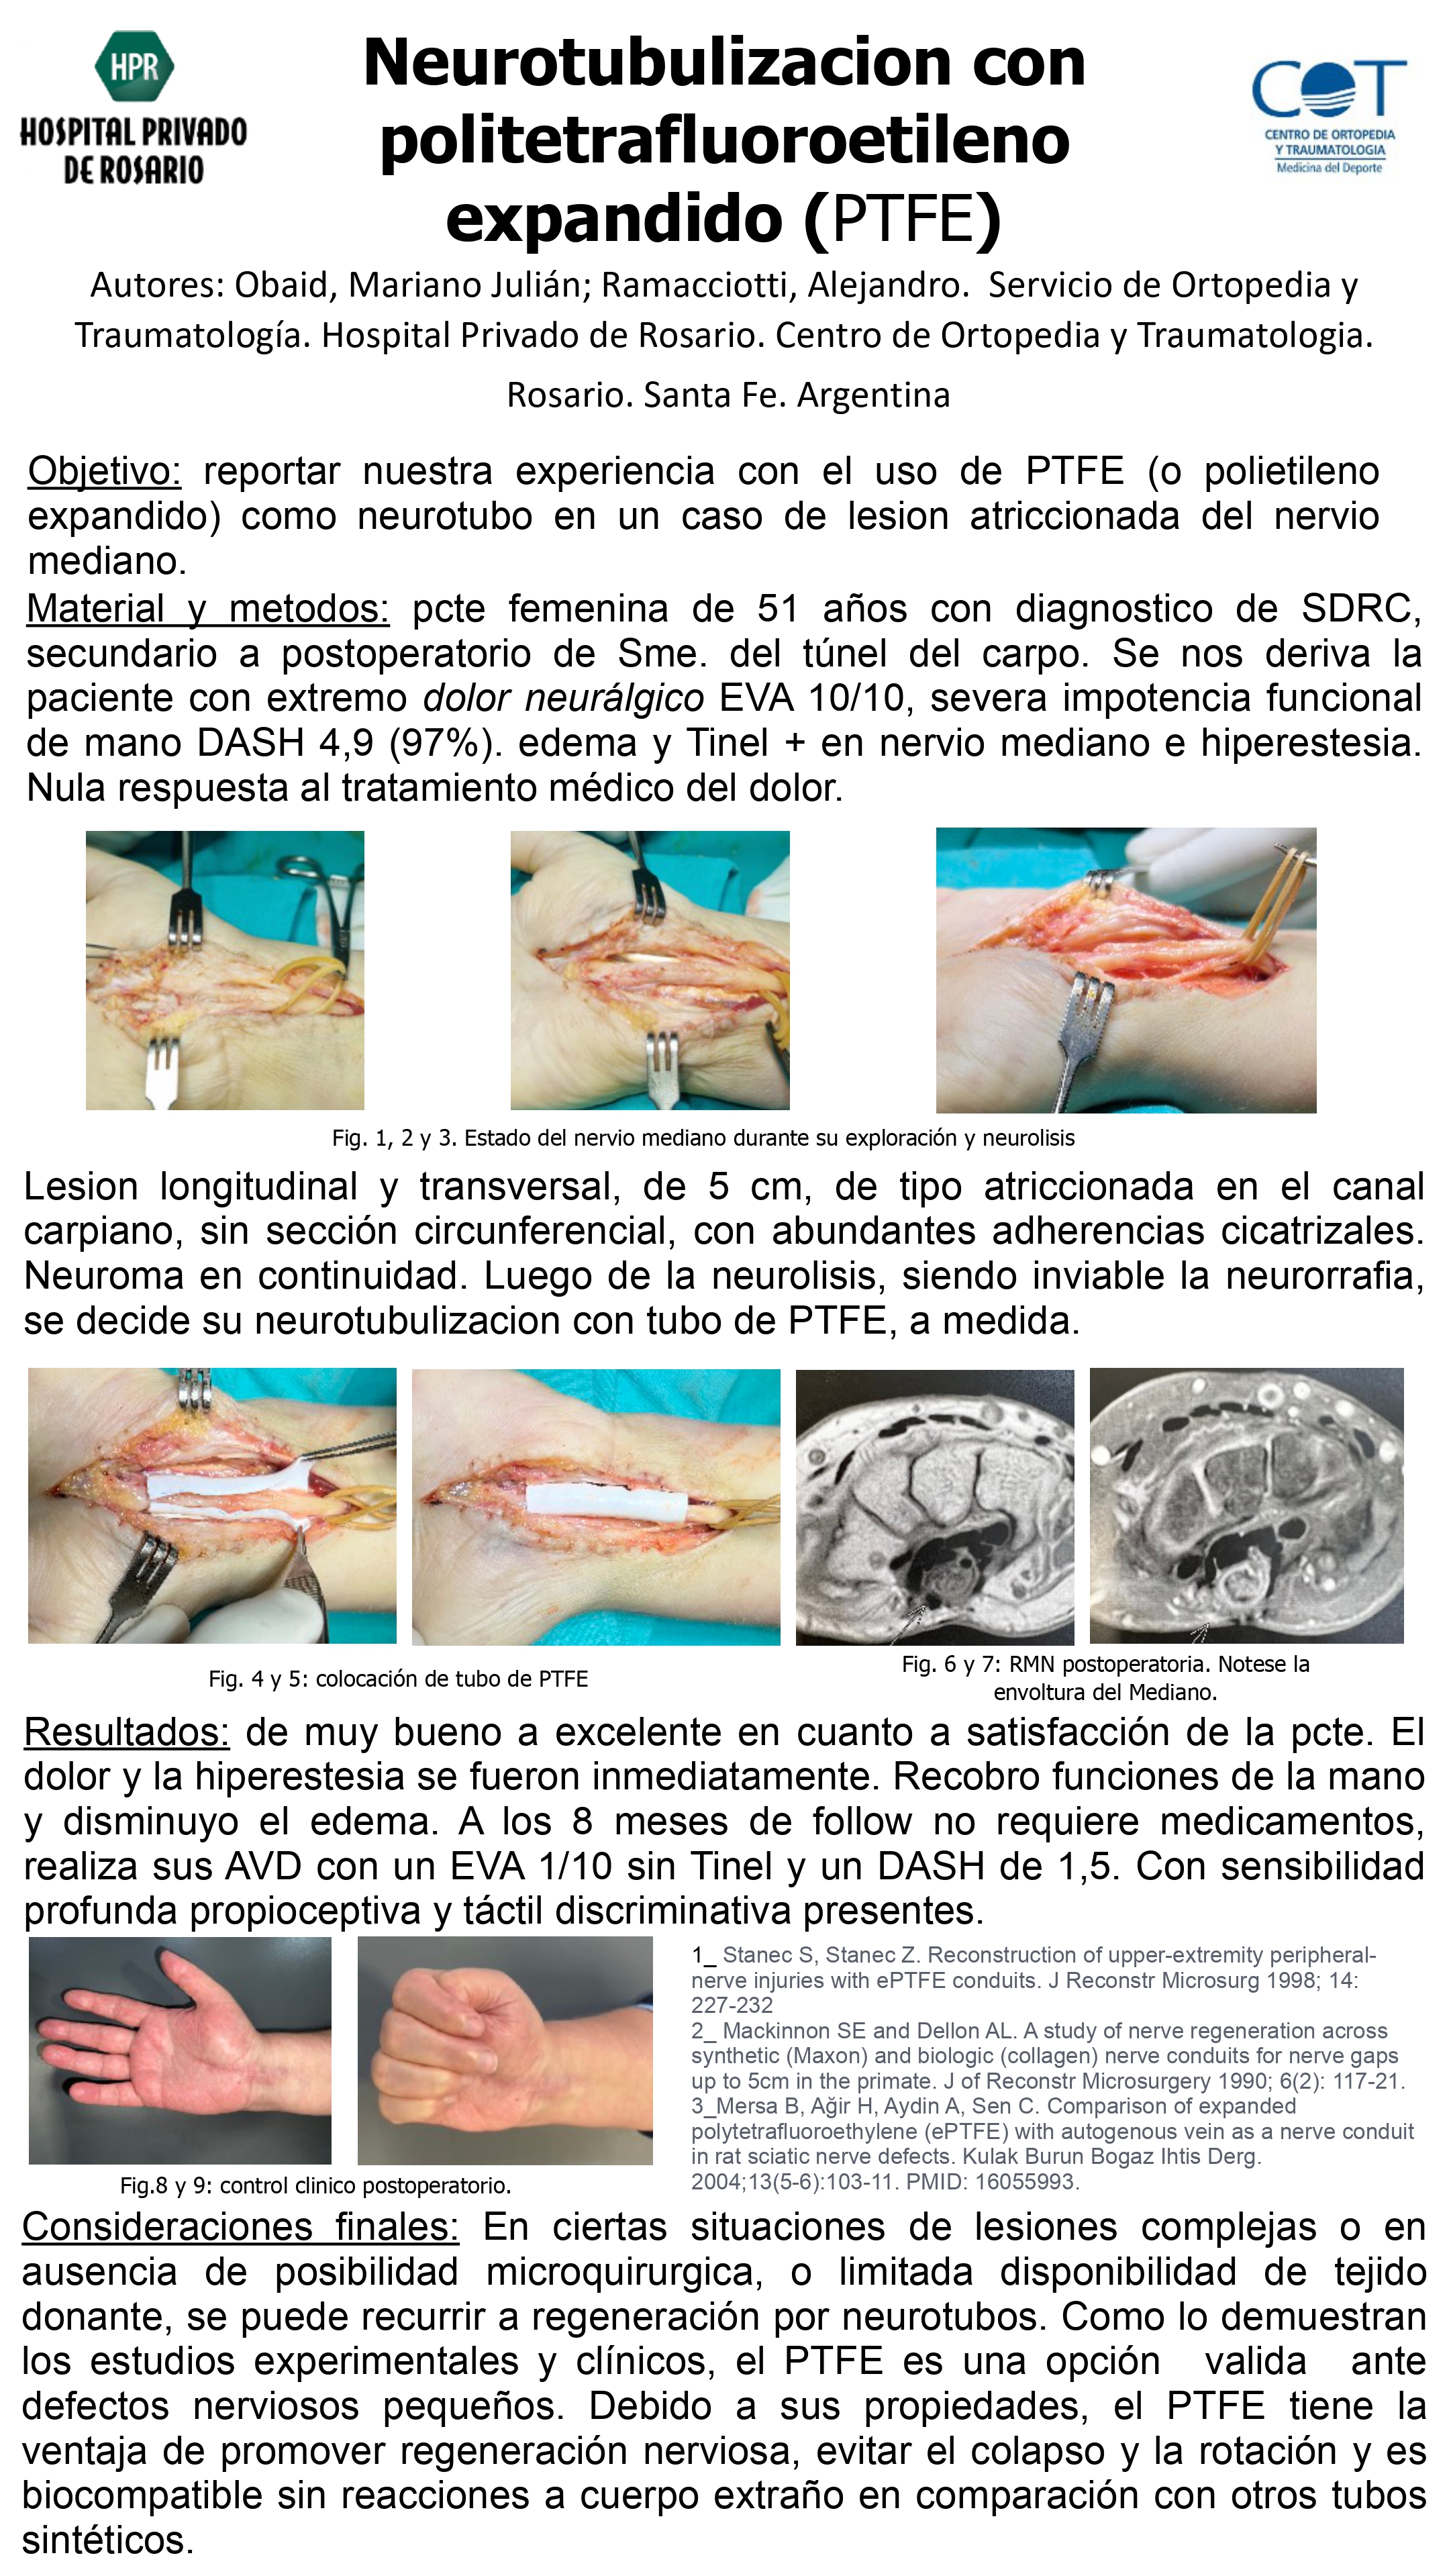 HPR
HOSPITAL PRIVADO
DE ROSARIO
Neurotubulizacion con
politetrafluoroetileno
expandido (PTFE)
COT
CENTRO DE ORTOPEDIA
Y TRAUMATOLOGIA
Medicina del Deporte
Autores: Obaid, Mariano Julián; Ramacciotti, Alejandro.  Servicio de Ortopedia y
Traumatología. Hospital Privado de Rosario. Centro de Ortopedia y Traumatologia.
Rosario. Santa Fe. Argentina
Objetivo: reportar nuestra experiencia con el uso de PTFE (o polietileno
expandido) como neurotubo en un caso de lesion atriccionada del nervio
mediano.
Material y metodos: pcte femenina de 51 años con diagnostico de SDRC,
secundario a postoperatorio de Sme. del túnel del carpo. Se nos deriva la
paciente con extremo dolor neurálgico EVA 10/10, severa impotencia funcional
de mano DASH 4,9 (97%). edema y Tinel + en nervio mediano e hiperestesia.
Nula respuesta al tratamiento médico del dolor.
Fig. 1, 2 y 3. Estado del nervio mediano durante su exploración y neurolisis
Lesion longitudinal y transversal, de 5 cm, de tipo atriccionada en el canal
carpiano, sin sección circunferencial, con abundantes adherencias cicatrizales.
Neuroma en continuidad. Luego de la neurolisis, siendo inviable la neurorrafia,
se decide su neurotubulizacion con tubo de PTFE, a medida.
Fig. 4 y 5: colocación de tubo de PTFE
Fig. 6 y 7: RMN postoperatoria. Notese la
envoltura del Mediano.
Resultados: de muy bueno a excelente en cuanto a satisfacción de la pcte. El
dolor y la hiperestesia se fueron inmediatamente. Recobro funciones de la mano
y disminuyo el edema. A los 8 meses de follow no requiere medicamentos,
realiza sus AVD con un EVA 1/10 sin Tinel y un DASH de 1,5. Con sensibilidad
profunda propioceptiva y táctil discriminativa presentes.
1_ Stanec S, Stanec Z. Reconstruction of upper-extremity peripheral-
nerve injuries with ePTFE conduits. J Reconstr Microsurg 1998; 14:
227-232
2_ Mackinnon SE and Dellon AL. A study of nerve regeneration across
synthetic (Maxon) and biologic (collagen) nerve conduits for nerve gaps
up to 5cm in the primate. J of Reconstr Microsurgery 1990; 6(2): 117-21.
3_Mersa B, Ağir H, Aydin A, Sen C. Comparison of expanded
polytetrafluoroethylene (ePTFE) with autogenous vein as a nerve conduit
in rat sciatic nerve defects. Kulak Burun Bogaz Ihtis Derg.
2004;13(5-6):103-11. PMID: 16055993.
Fig.8 y 9: control clinico postoperatorio.
Consideraciones finales: En ciertas situaciones de lesiones complejas o en
ausencia de posibilidad microquirurgica, o limitada disponibilidad de tejido
donante, se puede recurrir a regeneración por neurotubos. Como lo demuestran
los estudios experimentales y clínicos, el PTFE es una opción  valida  ante
defectos nerviosos pequeños. Debido a sus propiedades, el PTFE tiene la
ventaja de promover regeneración nerviosa, evitar el colapso y la rotación y es
biocompatible sin reacciones a cuerpo extraño en comparación con otros tubos
sintéticos.